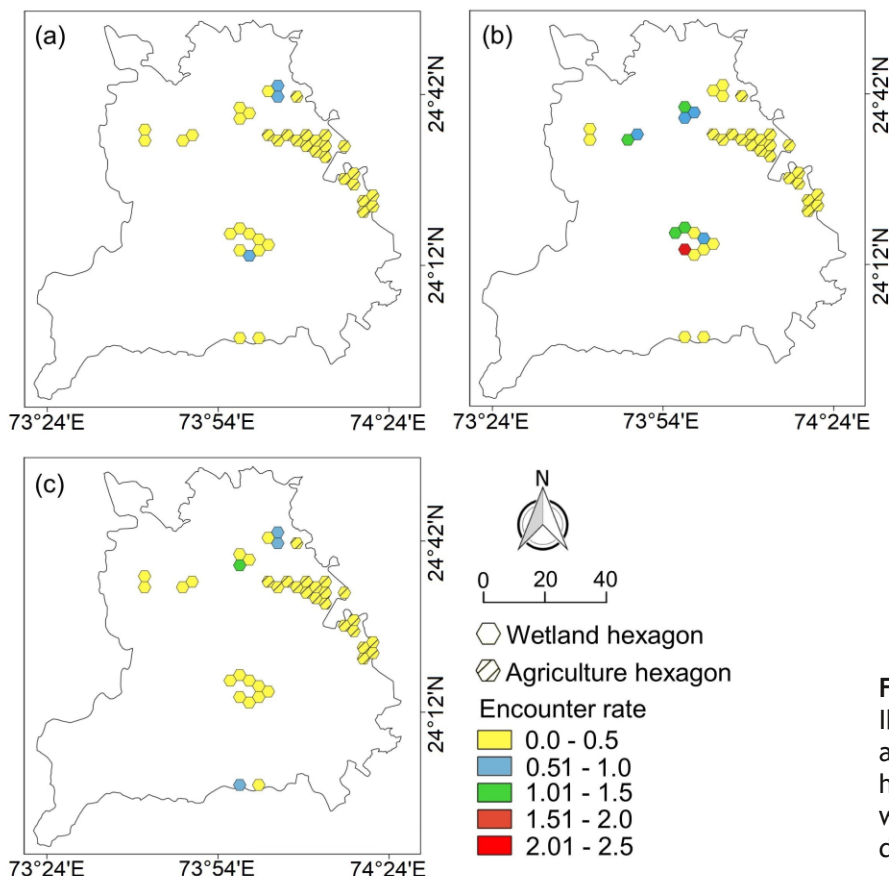 (a)
24°42'N
24°12'N
73°24'E 73°54'E 74°24'E
(b)
24°42'N
24°12'N
73°24'E 73°54'E 74°24'E
(c)
24°42'N
24°12'N
73°24'E 73°54'E 74°24'E
N
0 20 40
Wetland hexagon
Agriculture hexagon
Encounter rate
0.0 - 0.5
0.51 - 1.0
1.01 - 1.5
1.51 - 2.0
2.01 - 2.5